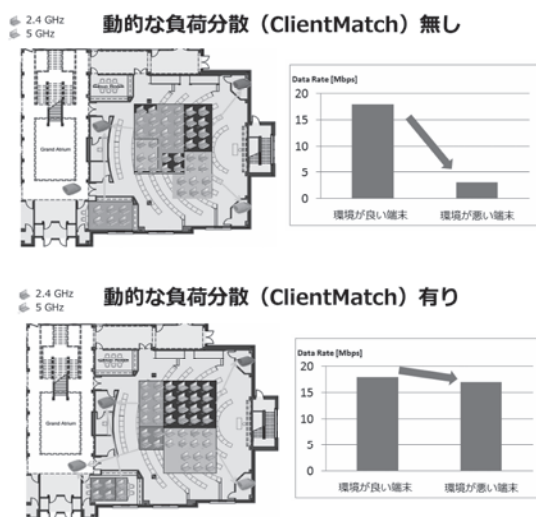 2.4 GHz
5 GHz
動的な負荷分散（ClientMatch）無し
Grand Atrium
Data Rate [Mbps]
20
15
10
5
0
環境が良い端末
環境が悪い端末
2.4 GHz
5 GHz
動的な負荷分散（ClientMatch）有り
Grand Atrium
Data Rate [Mbps]
20
15
10
5
0
環境が良い端末
環境が悪い端末